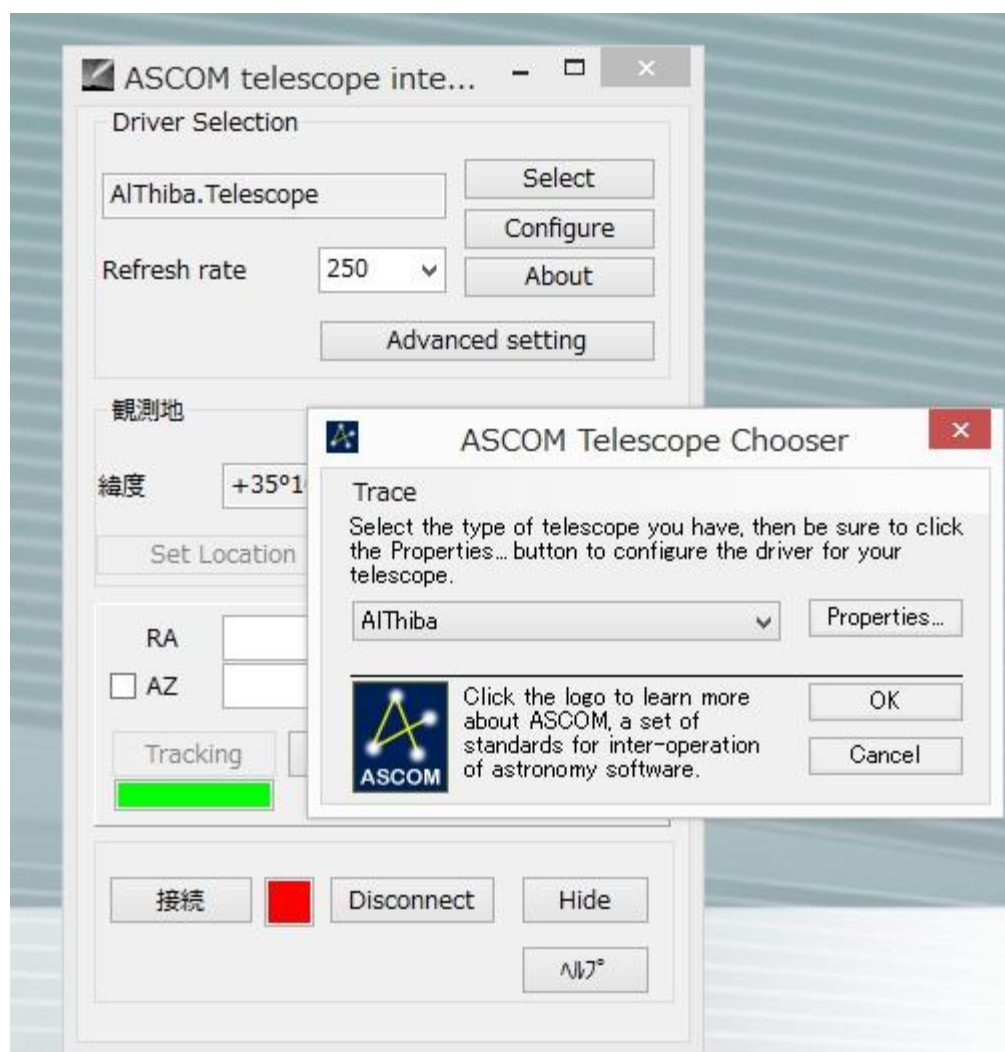 ASCOM telescope inte...
Driver Selection
AlThiba.Telescope
Select
Configure
Refresh rate
250
About
Advanced setting
観測地
緯度
+35°1
Set Location
RA
AZ
Tracking
接続
Disconnect
Hide
ﾍﾙﾌﾟ
ASCOM Telescope Chooser
Trace
Select the type of telescope you have, then be sure to click
the Properties... button to configure the driver for your
telescope.
AlThiba
Properties...
Click the logo to learn more
about ASCOM, a set of
standards for inter-operation
of astronomy software.
ASCOM
OK
Cancel